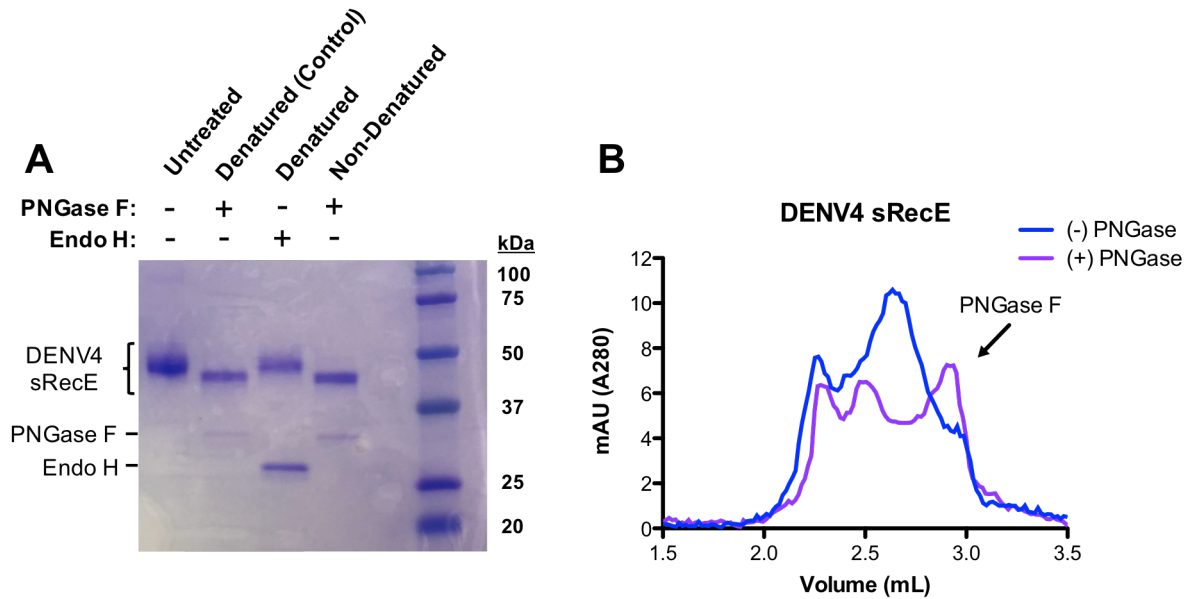 A
Untreated
Denatured (Control)
Denatured
Non-Denatured
PNGase F: - + - +
Endo H: - - + -
kDa
100
75
50
37
25
20
DENV4
sRecE
PNGase F
Endo H
B
DENV4 sRecE
(-) PNGase
(+) PNGase
PNGase F
mAU (A280)
12
10
8
6
4
2
0
1.5 2.0 2.5 3.0 3.5
Volume (mL)